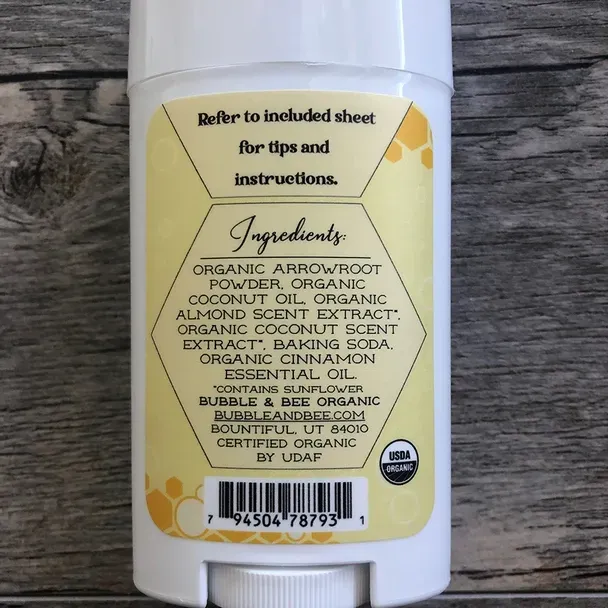 Refer to included sheet
for tips and
instructions.
Ingredients:
ORGANIC ARROWROOT
POWDER, ORGANIC
COCONUT OIL, ORGANIC
ALMOND SCENT EXTRACT*,
ORGANIC COCONUT SCENT
EXTRACT*, BAKING SODA,
ORGANIC CINNAMON
ESSENTIAL OIL.
*CONTAINS SUNFLOWER
BUBBLE & BEE ORGANIC
BUBBLEANDBEE.COM
BOUNTIFUL, UT 84010
CERTIFIED ORGANIC
BY UDAF
USDA
ORGANIC
7 94504 78793 1